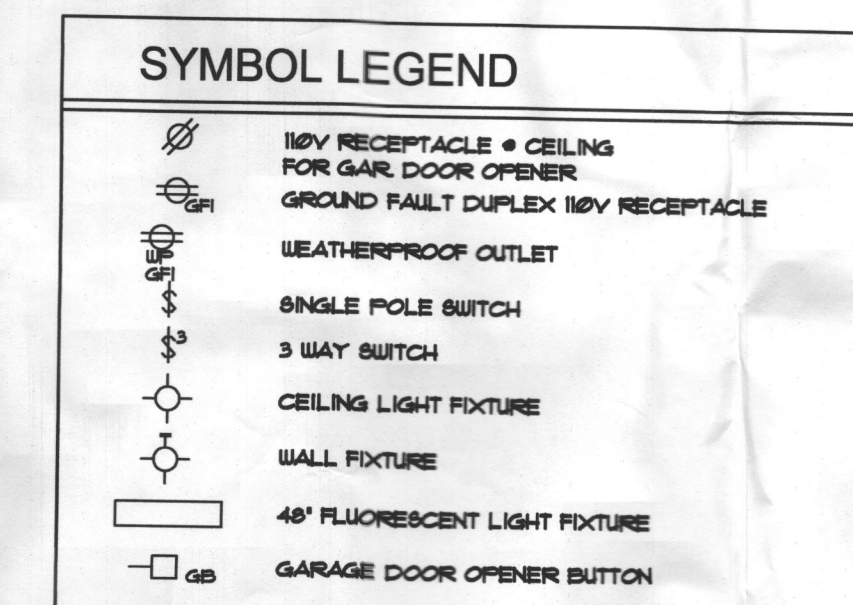 SYMBOL LEGEND
110V RECEPTACLE @ CEILING
FOR GAR. DOOR OPENER
GFI GROUND FAULT DUPLEX 110V RECEPTACLE
WP
GFI
WEATHERPROOF OUTLET
$ SINGLE POLE SWITCH
$3 3 WAY SWITCH
CEILING LIGHT FIXTURE
WALL FIXTURE
48" FLUORESCENT LIGHT FIXTURE
GB GARAGE DOOR OPENER BUTTON